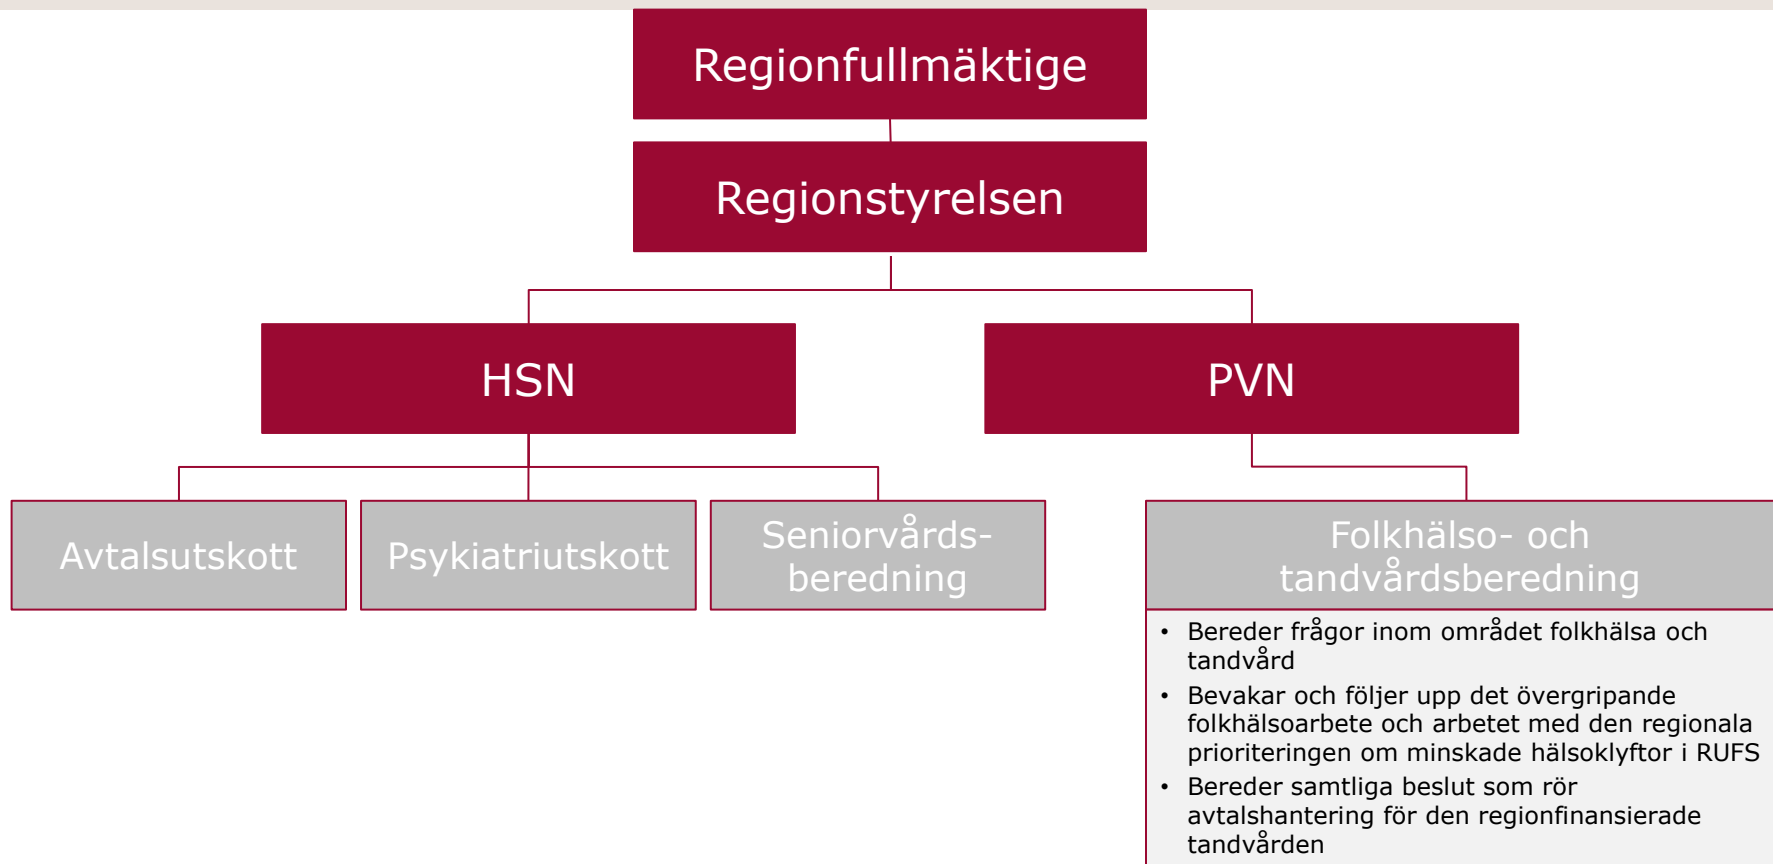 Regionfullmäktige
Regionstyrelsen
HSN
PVN
Avtalsutskott
Psykiatriutskott
Seniorvårds-
beredning
Folkhälso- och
tandvårdsberedning
• Bereder frågor inom området folkhälsa och
tandvård
• Bevakar och följer upp det övergripande
folkhälsoarbete och arbetet med den regionala
prioriteringen om minskade hälsoklyftor i RUFS
• Bereder samtliga beslut som rör
avtalshantering för den regionfinansierade
tandvården